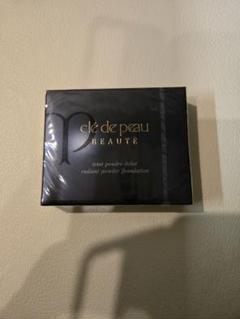 clé de peau
BEAUTÉ
teint poudre éclat
radiant powder foundation